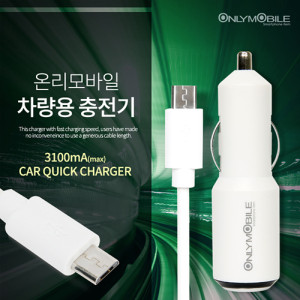 ONLYMOBILE
온리모바일
차량용 충전기
This charger with fast charging speed, users have made
no inconvenience to use a generous cable length.
3100mA(max)
CAR QUICK CHARGER
ONLYMOBILE